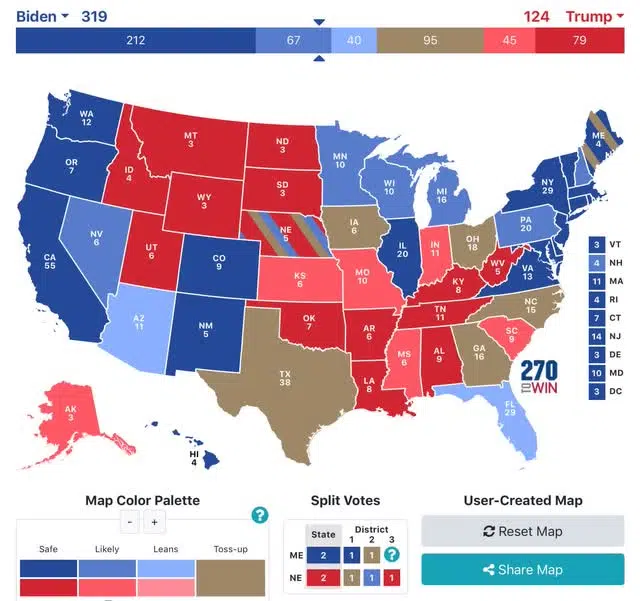 Biden 319
124 Trump
212 67 40 95 45 79
WA
12
OR
7
CA
55
NV
6
ID
4
MT
3
WY
3
UT
6
AZ
11
CO
9
NM
5
ND
3
SD
3
NE
5
KS
6
OK
7
TX
38
MN
10
IA
6
MO
10
AR
6
LA
8
WI
10
IL
20
MI
16
IN
11
OH
18
KY
8
TN
11
MS
6
AL
9
GA
16
FL
29
SC
9
NC
15
VA
13
WV
5
PA
20
NY
29
ME
4
AK
3
HI
4
3 VT
4 NH
11 MA
4 RI
7 CT
14 NJ
3 DE
10 MD
3 DC
270
TO WIN
Map Color Palette
- +
?
Safe Likely Leans Toss-up
Split Votes
State District
1 2 3
ME 2 1 1 ?
NE 2 1 1 1
User-Created Map
Reset Map
Share Map